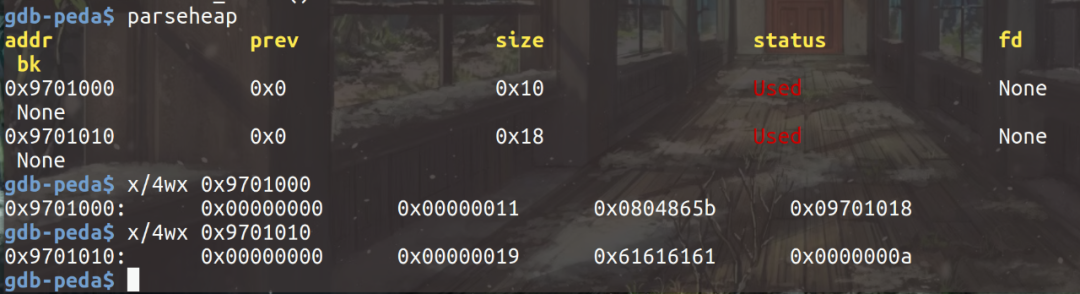 gdb-peda$ parseheap
addr prev size status fd
bk
0x9701000 0x0 0x10 Used None
None
0x9701010 0x0 0x18 Used None
None
gdb-peda$ x/4wx 0x9701000
0x9701000: 0x00000000 0x00000011 0x0804865b 0x09701018
gdb-peda$ x/4wx 0x9701010
0x9701010: 0x00000000 0x00000019 0x61616161 0x0000000a
gdb-peda$